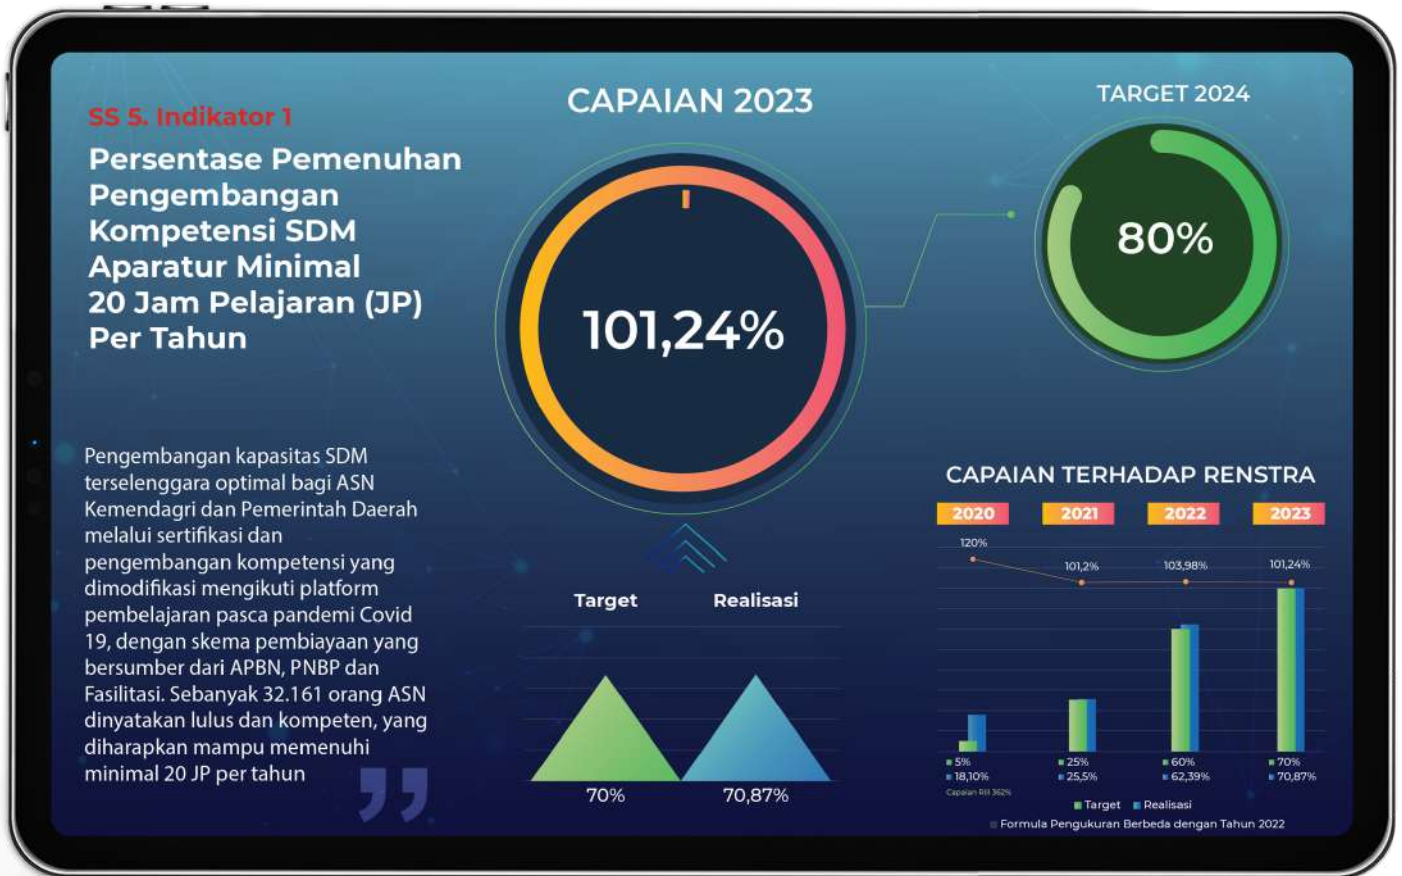 SS 5. Indikator 1
Persentase Pemenuhan
Pengembangan
Kompetensi SDM
Aparatur Minimal
20 Jam Pelajaran (JP)
Per Tahun
Pengembangan kapasitas SDM
terselenggara optimal bagi ASN
Kemendagri dan Pemerintah Daerah
melalui sertifikasi dan
pengembangan kompetensi yang
dimodifikasi mengikuti platform
pembelajaran pasca pandemi Covid
19, dengan skema pembiayaan yang
bersumber dari APBN, PNBP dan
Fasilitasi. Sebanyak 32.161 orang ASN
dinyatakan lulus dan kompeten, yang
diharapkan mampu memenuhi
minimal 20 JP per tahun
”
CAPAIAN 2023
101,24%
Target Realisasi
70% 70,87%
TARGET 2024
80%
CAPAIAN TERHADAP RENSTRA
2020 2021 2022 2023
120% 101,2% 103,98% 101,24%
5% 25% 60% 70%
18,10% 25,5% 62,39% 70,87%
Capaian Riil 362%
Target Realisasi
Formula Pengukuran Berbeda dengan Tahun 2022